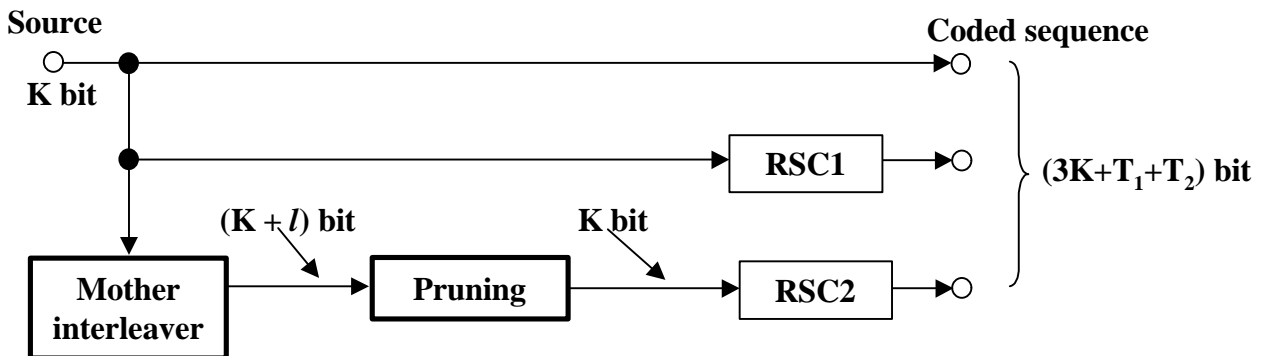 Source
Coded sequence
K bit
RSC1
(3K+T₁+T₂) bit
(K + l) bit
K bit
Mother
interleaver
Pruning
RSC2